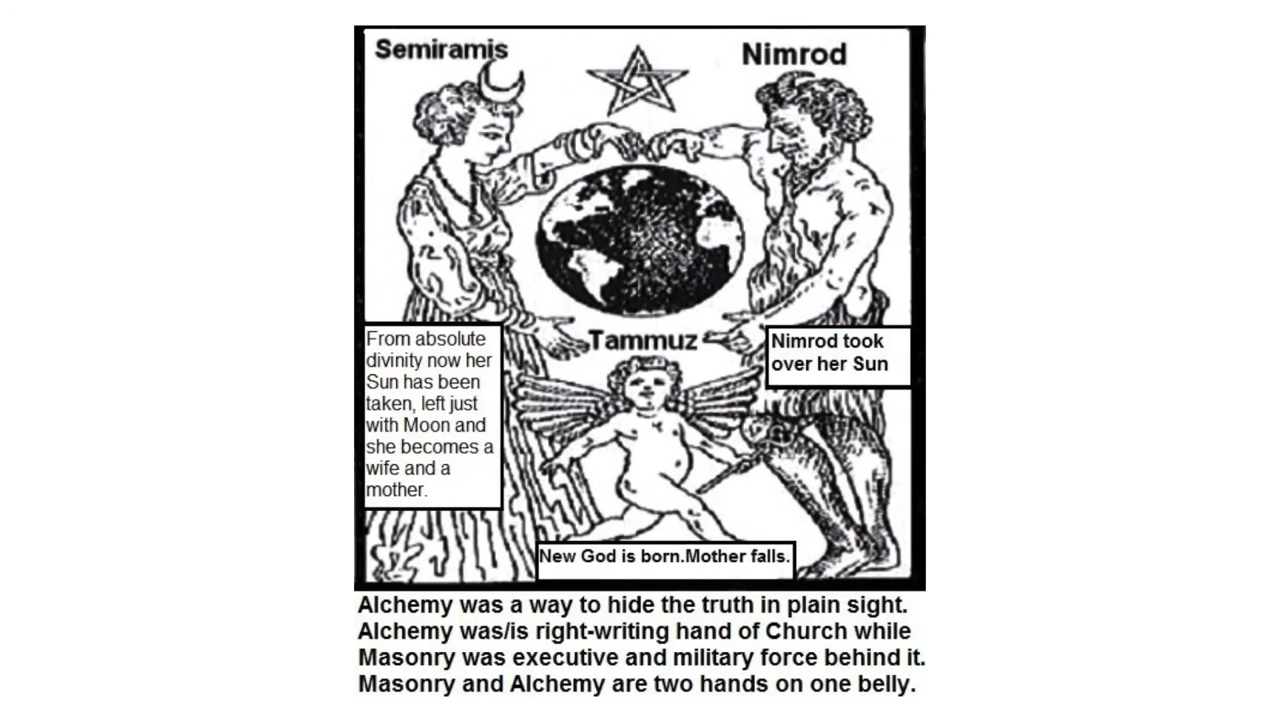 Semiramis
Nimrod
Tammuz
From absolute
divinity now her
Sun has been
taken, left just
with Moon and
she becomes a
wife and a
mother.
Nimrod took
over her Sun
New God is born.Mother falls.
Alchemy was a way to hide the truth in plain sight.
Alchemy was/is right-writing hand of Church while
Masonry was executive and military force behind it.
Masonry and Alchemy are two hands on one belly.